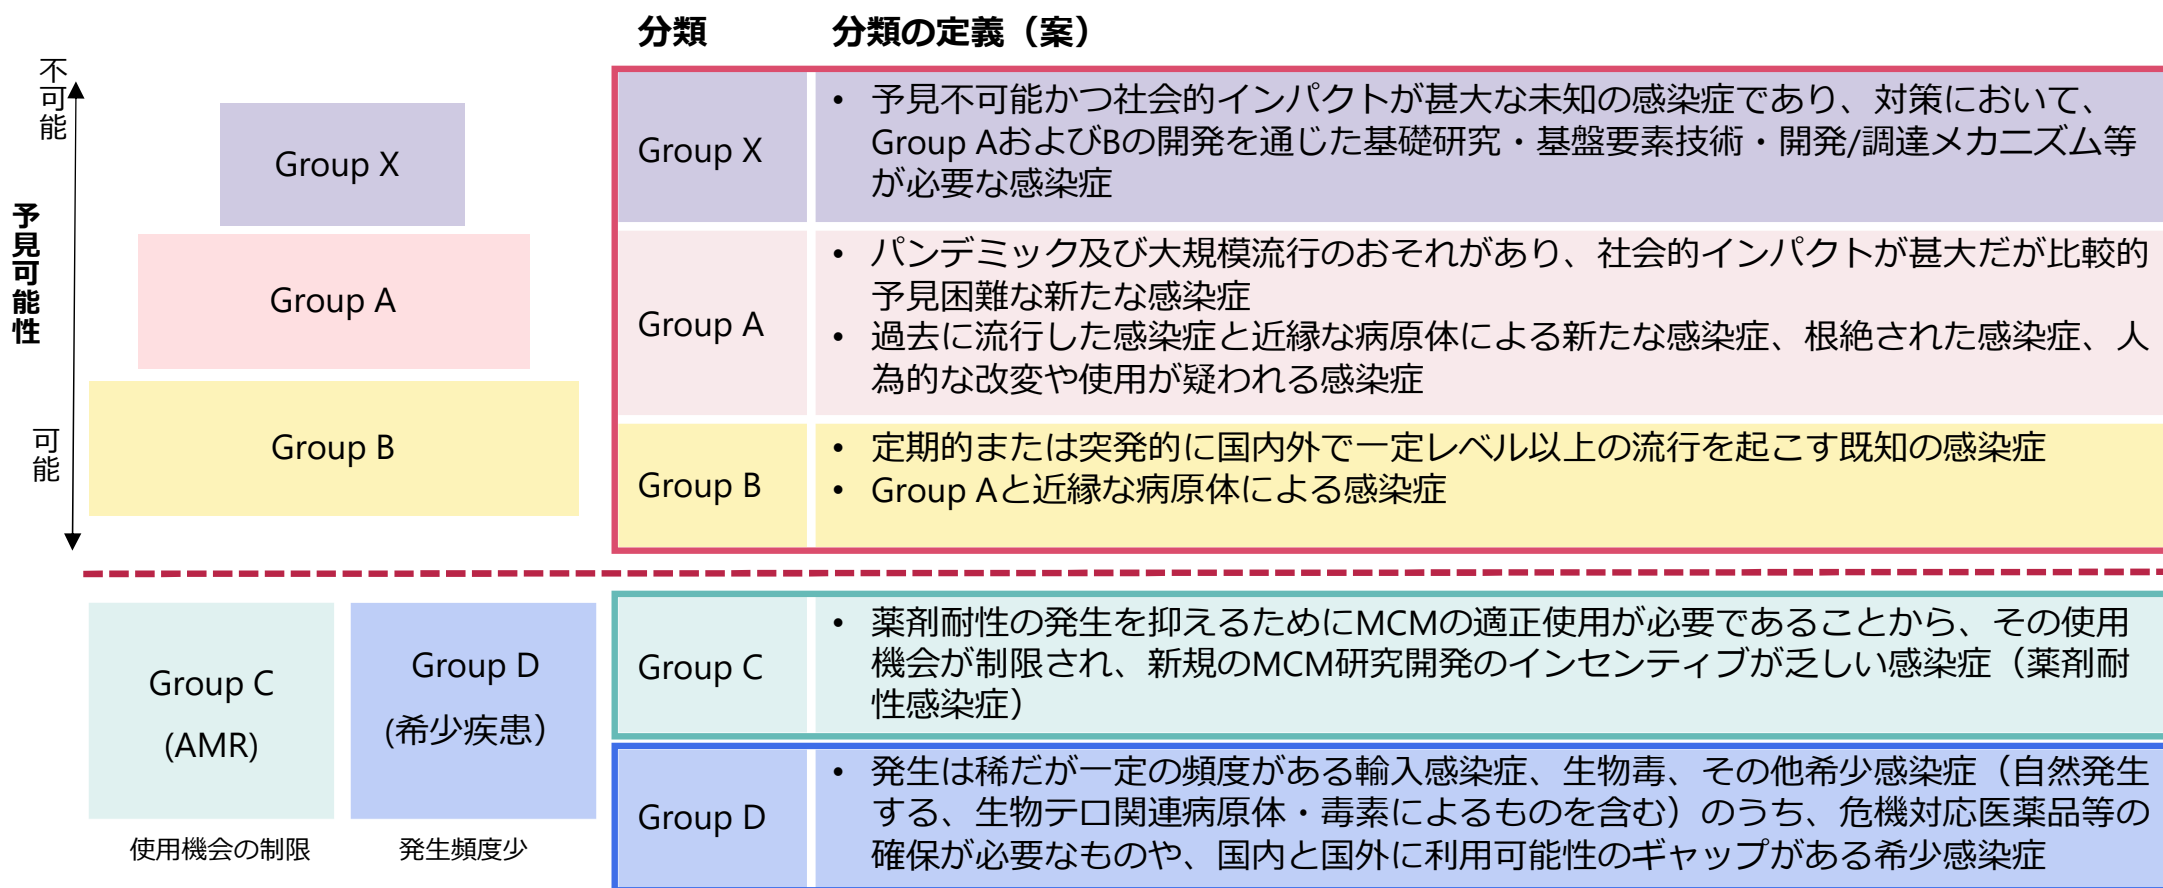 分類
分類の定義（案）
不可能
予見可能性
可能
Group X
Group A
Group B
Group X
• 予見不可能かつ社会的インパクトが甚大な未知の感染症であり、対策において、
Group AおよびBの開発を通じた基礎研究・基盤要素技術・開発/調達メカニズム等
が必要な感染症
Group A
• パンデミック及び大規模流行のおそれがあり、社会的インパクトが甚大だが比較的
予見困難な新たな感染症
• 過去に流行した感染症と近縁な病原体による新たな感染症、根絶された感染症、人
為的な改変や使用が疑われる感染症
Group B
• 定期的または突発的に国内外で一定レベル以上の流行を起こす既知の感染症
• Group Aと近縁な病原体による感染症
Group C
(AMR)
使用機会の制限
Group D
(希少疾患）
発生頻度少
Group C
• 薬剤耐性の発生を抑えるためにMCMの適正使用が必要であることから、その使用
機会が制限され、新規のMCM研究開発のインセンティブが乏しい感染症（薬剤耐
性感染症）
Group D
• 発生は稀だが一定の頻度がある輸入感染症、生物毒、その他希少感染症（自然発生
する、生物テロ関連病原体・毒素によるものを含む）のうち、危機対応医薬品等の
確保が必要なものや、国内と国外に利用可能性のギャップがある希少感染症